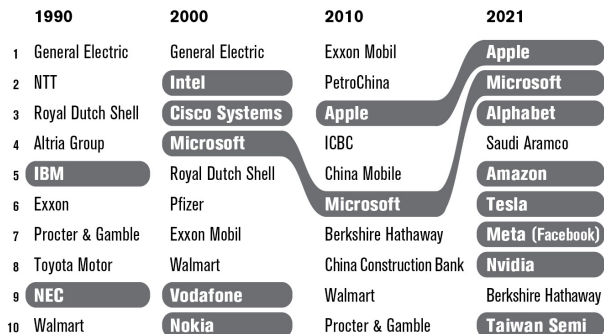 1990 2000 2010 2021
1 General Electric General Electric Exxon Mobil Apple
2 NTT Intel PetroChina Microsoft
3 Royal Dutch Shell Cisco Systems Apple Alphabet
4 Altria Group Microsoft ICBC Saudi Aramco
5 IBM Royal Dutch Shell China Mobile Amazon
6 Exxon Pfizer Microsoft Tesla
7 Procter & Gamble Exxon Mobil Berkshire Hathaway Meta (Facebook)
8 Toyota Motor Walmart China Construction Bank Nvidia
9 NEC Vodafone Walmart Berkshire Hathaway
10 Walmart Nokia Procter & Gamble Taiwan Semi